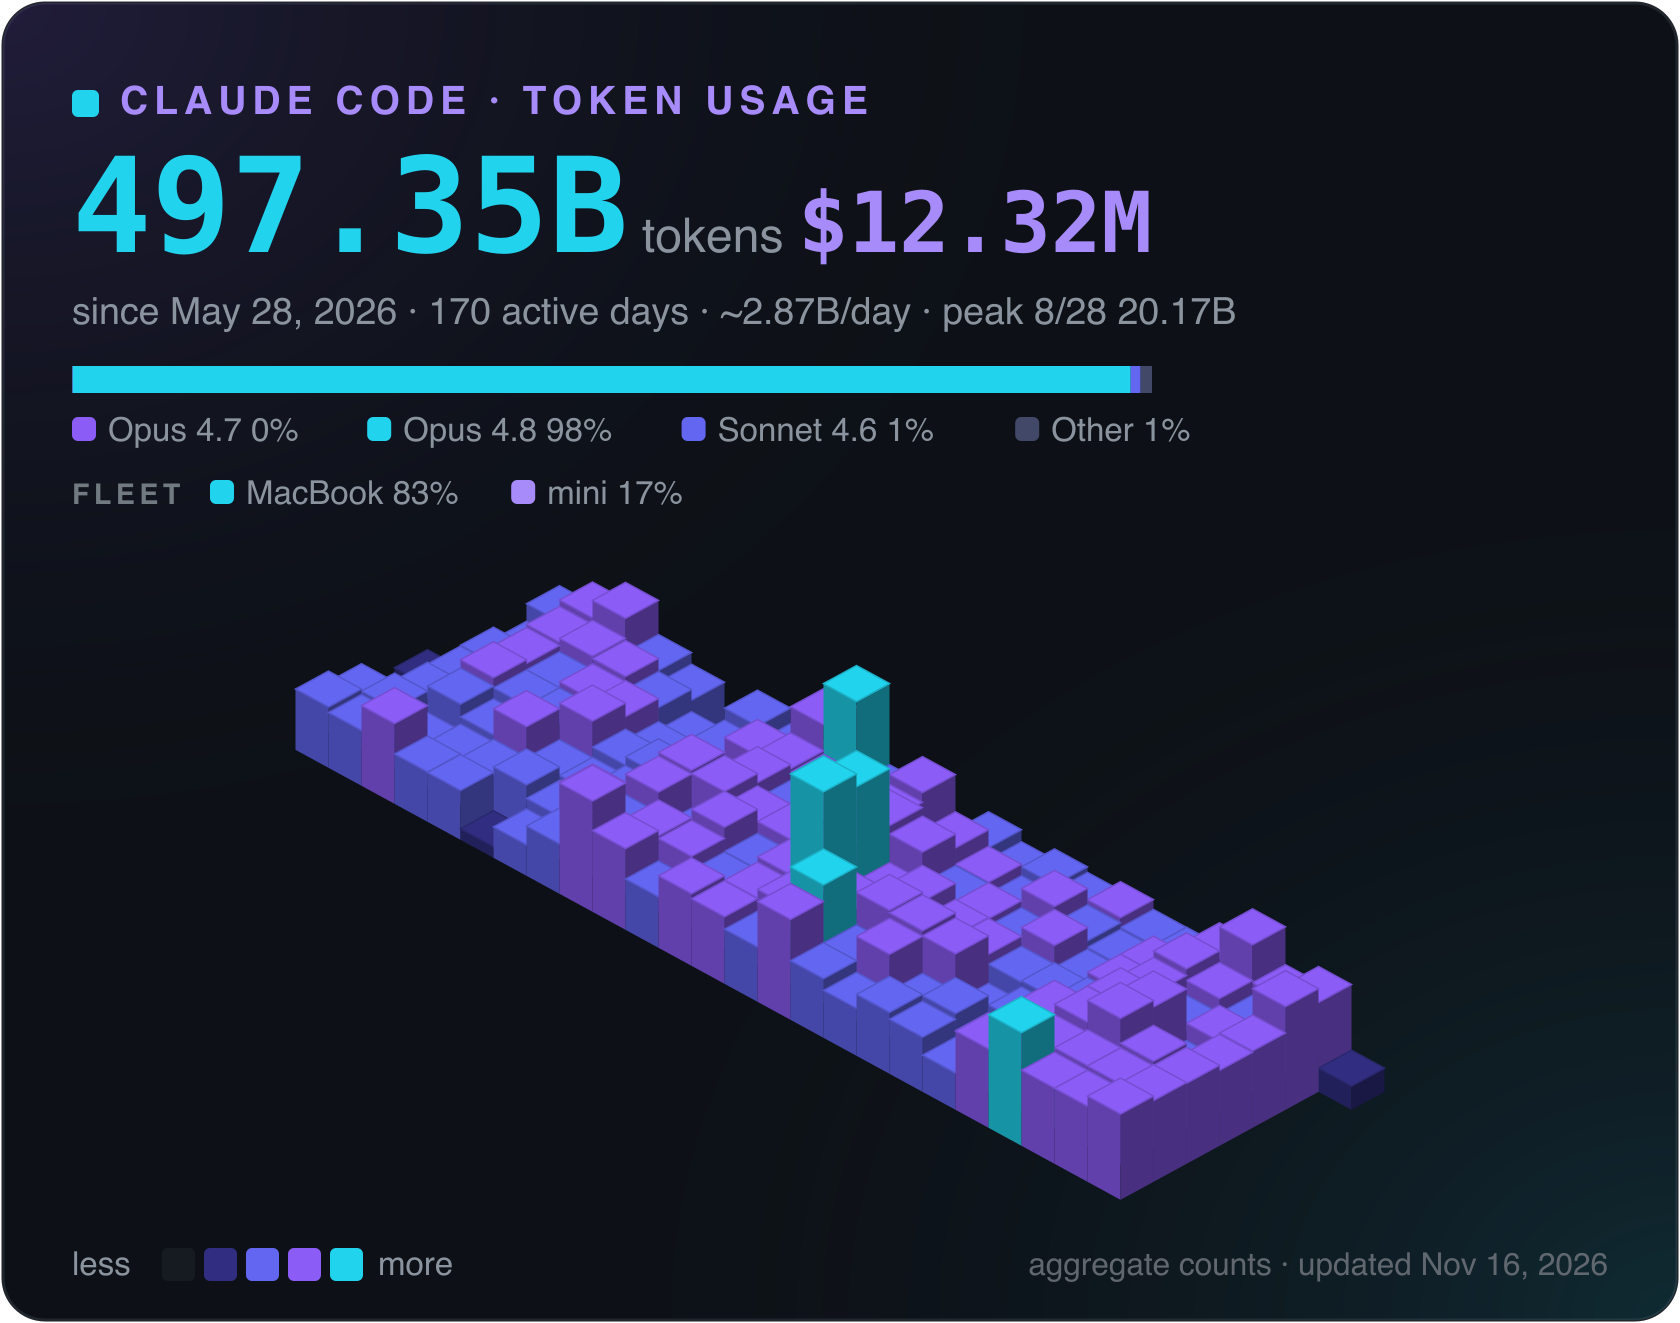 CLAUDE CODE · TOKEN USAGE
497.35B tokens $12.32M
since May 28, 2026 · 170 active days · ~2.87B/day · peak 8/28 20.17B
Opus 4.7 0% Opus 4.8 98% Sonnet 4.6 1% Other 1%
FLEET MacBook 83% mini 17%
less more aggregate counts · updated Nov 16, 2026